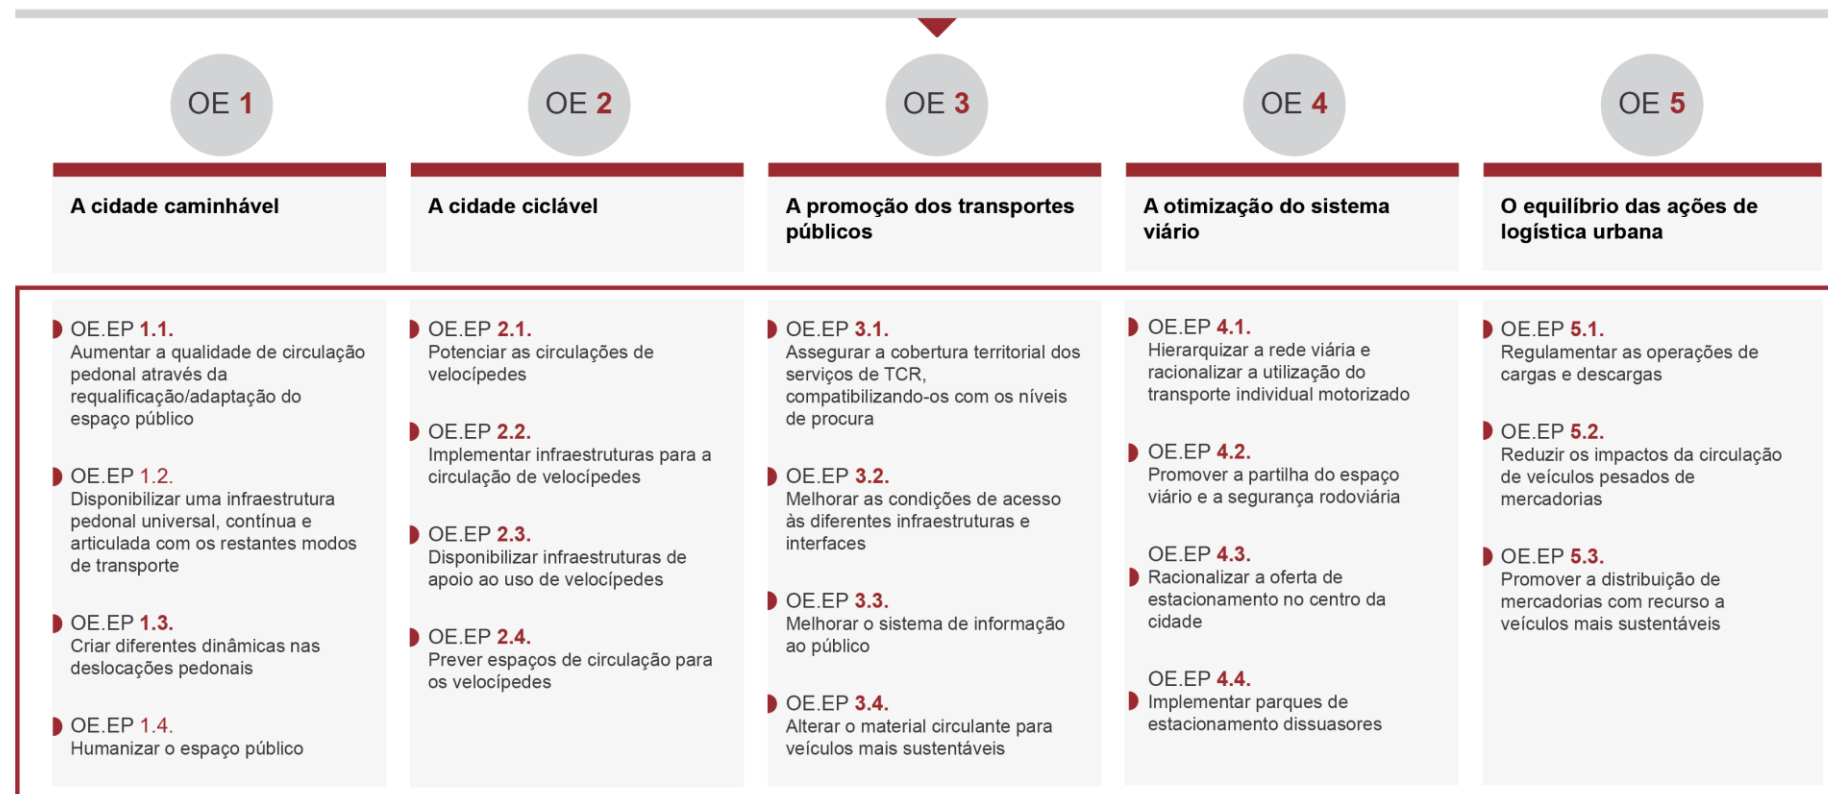 OE 1
A cidade caminhável
OE.EP 1.1.
Aumentar a qualidade de circulação
pedonal através da
requalificação/adaptação do
espaço público
OE.EP 1.2.
Disponibilizar uma infraestrutura
pedonal universal, contínua e
articulada com os restantes modos
de transporte
OE.EP 1.3.
Criar diferentes dinâmicas nas
deslocações pedonais
OE.EP 1.4.
Humanizar o espaço público
OE 2
A cidade ciclável
OE.EP 2.1.
Potenciar as circulações de
velocípedes
OE.EP 2.2.
Implementar infraestruturas para a
circulação de velocípedes
OE.EP 2.3.
Disponibilizar infraestruturas de
apoio ao uso de velocípedes
OE.EP 2.4.
Prever espaços de circulação para
os velocípedes
OE 3
A promoção dos transportes
públicos
OE.EP 3.1.
Assegurar a cobertura territorial dos
serviços de TCR,
compatibilizando-os com os níveis
de procura
OE.EP 3.2.
Melhorar as condições de acesso
às diferentes infraestruturas e
interfaces
OE.EP 3.3.
Melhorar o sistema de informação
ao público
OE.EP 3.4.
Alterar o material circulante para
veículos mais sustentáveis
OE 4
A otimização do sistema
viário
OE.EP 4.1.
Hierarquizar a rede viária e
racionalizar a utilização do
transporte individual motorizado
OE.EP 4.2.
Promover a partilha do espaço
viário e a segurança rodoviária
OE.EP 4.3.
Racionalizar a oferta de
estacionamento no centro da
cidade
OE.EP 4.4.
Implementar parques de
estacionamento dissuasores
OE 5
O equilíbrio das ações de
logística urbana
OE.EP 5.1.
Regulamentar as operações de
cargas e descargas
OE.EP 5.2.
Reduzir os impactos da circulação
de veículos pesados de
mercadorias
OE.EP 5.3.
Promover a distribuição de
mercadorias com recurso a
veículos mais sustentáveis